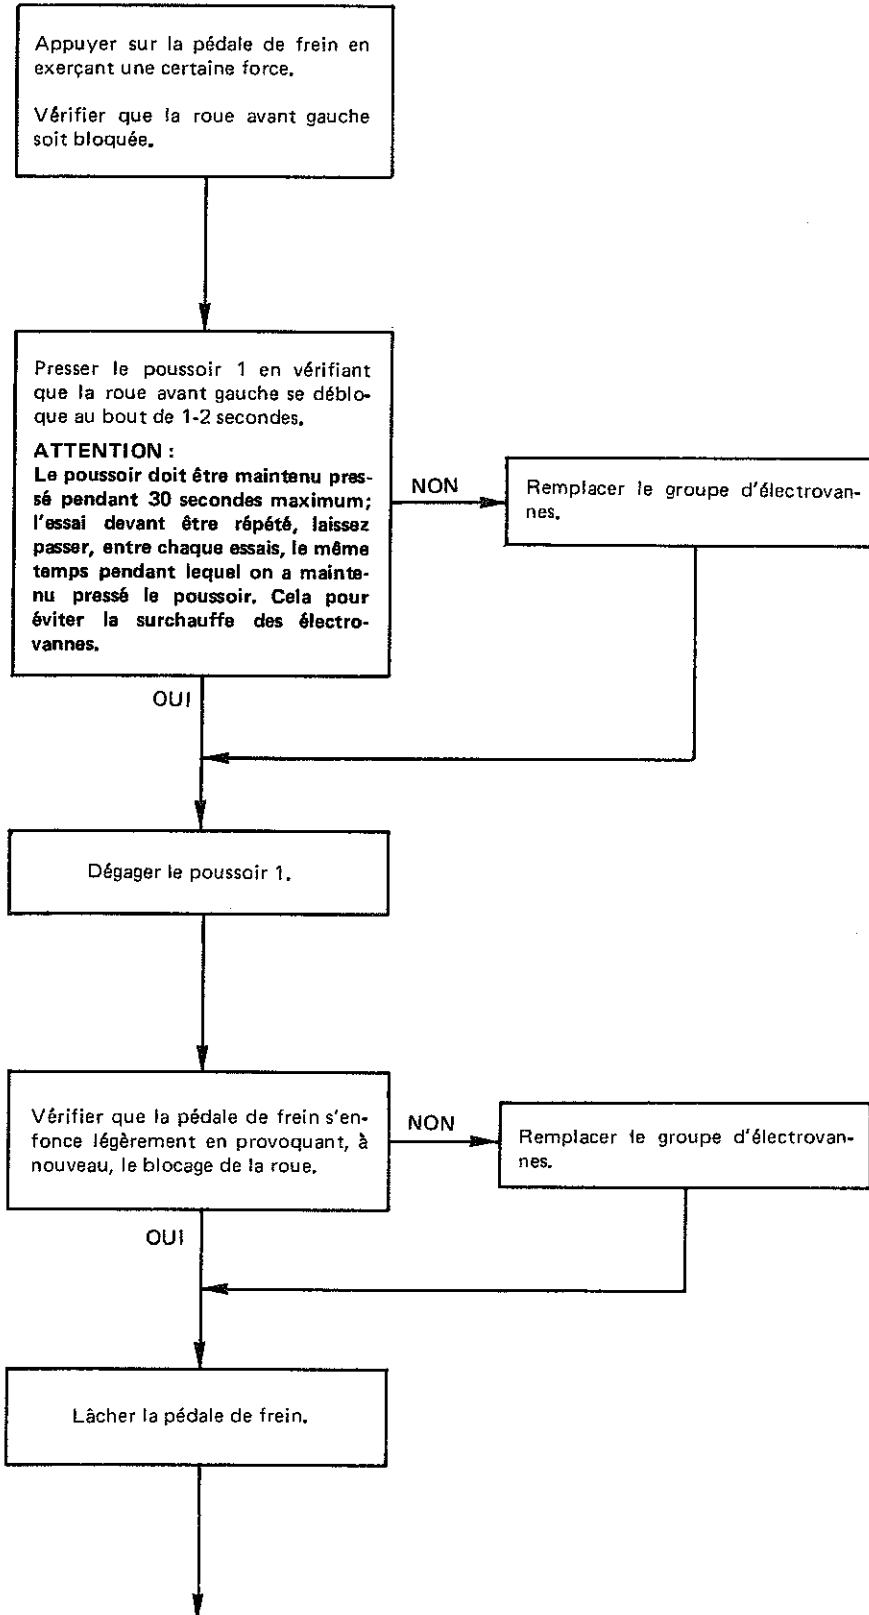 Appuyer sur la pédale de frein en
exerçant une certaine force.
Vérifier que la roue avant gauche
soit bloquée.
Presser le poussoir 1 en vérifiant
que la roue avant gauche se déblo-
que au bout de 1-2 secondes.
ATTENTION :
Le poussoir doit être maintenu pres-
sé pendant 30 secondes maximum;
l'essai devant être répété, laissez
passer, entre chaque essais, le même
temps pendant lequel on a mainte-
nu pressé le poussoir. Cela pour
éviter la surchauffe des électro-
vannes.
NON
Remplacer le groupe d'électrovan-
nes.
OUI
Dégager le poussoir 1.
Vérifier que la pédale de frein s'en-
fonce légèrement en provoquant, à
nouveau, le blocage de la roue.
NON
Remplacer le groupe d'électrovan-
nes.
OUI
Lâcher la pédale de frein.